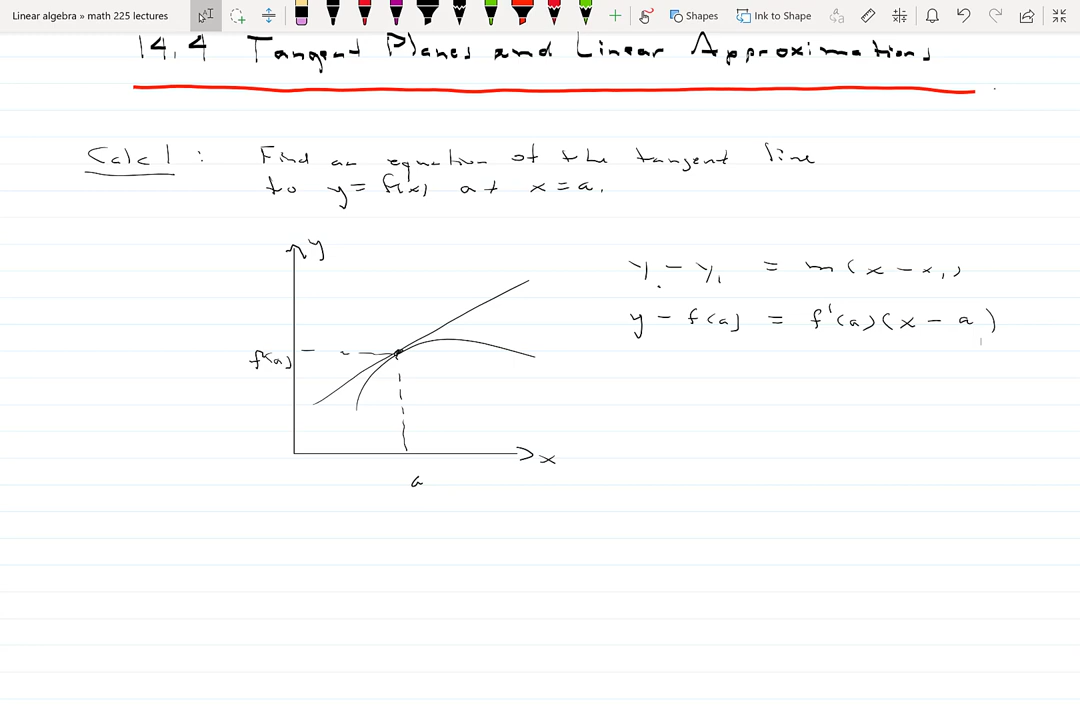 Linear algebra » math 225 lectures
Shapes
Ink to Shape
14.4 Tangent Planes and Linear Approximations
Calc 1 : Find an equation of the tangent line
to y = f(x) at x = a.
y
y - y₁ = m(x - x₁)
y - f(a) = f'(a)(x - a)
f(a)
x
a